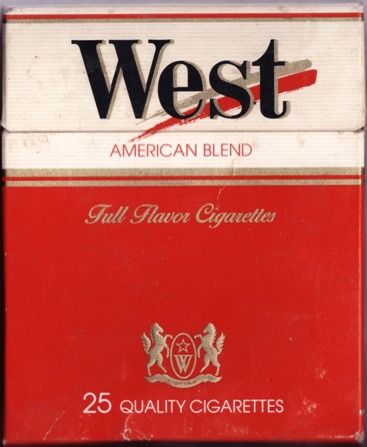 West
AMERICAN BLEND
Full Flavor Cigarettes
W
25 QUALITY CIGARETTES